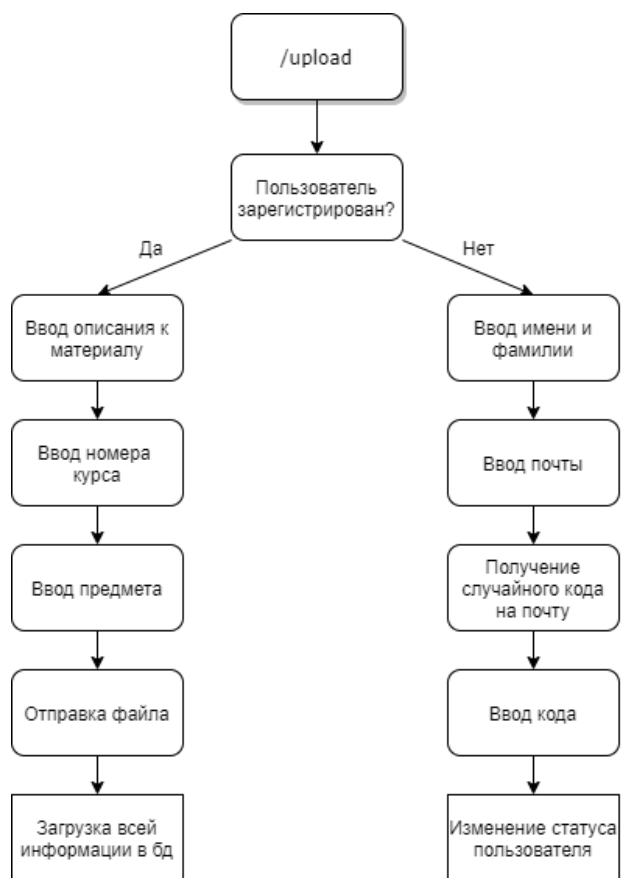 /upload
Пользователь
зарегистрирован?
Да
Нет
Ввод описания к
материалу
Ввод имени и
фамилии
Ввод номера
курса
Ввод почты
Ввод предмета
Получение
случайного кода
на почту
Отправка файла
Ввод кода
Загрузка всей
информации в бд
Изменение статуса
пользователя